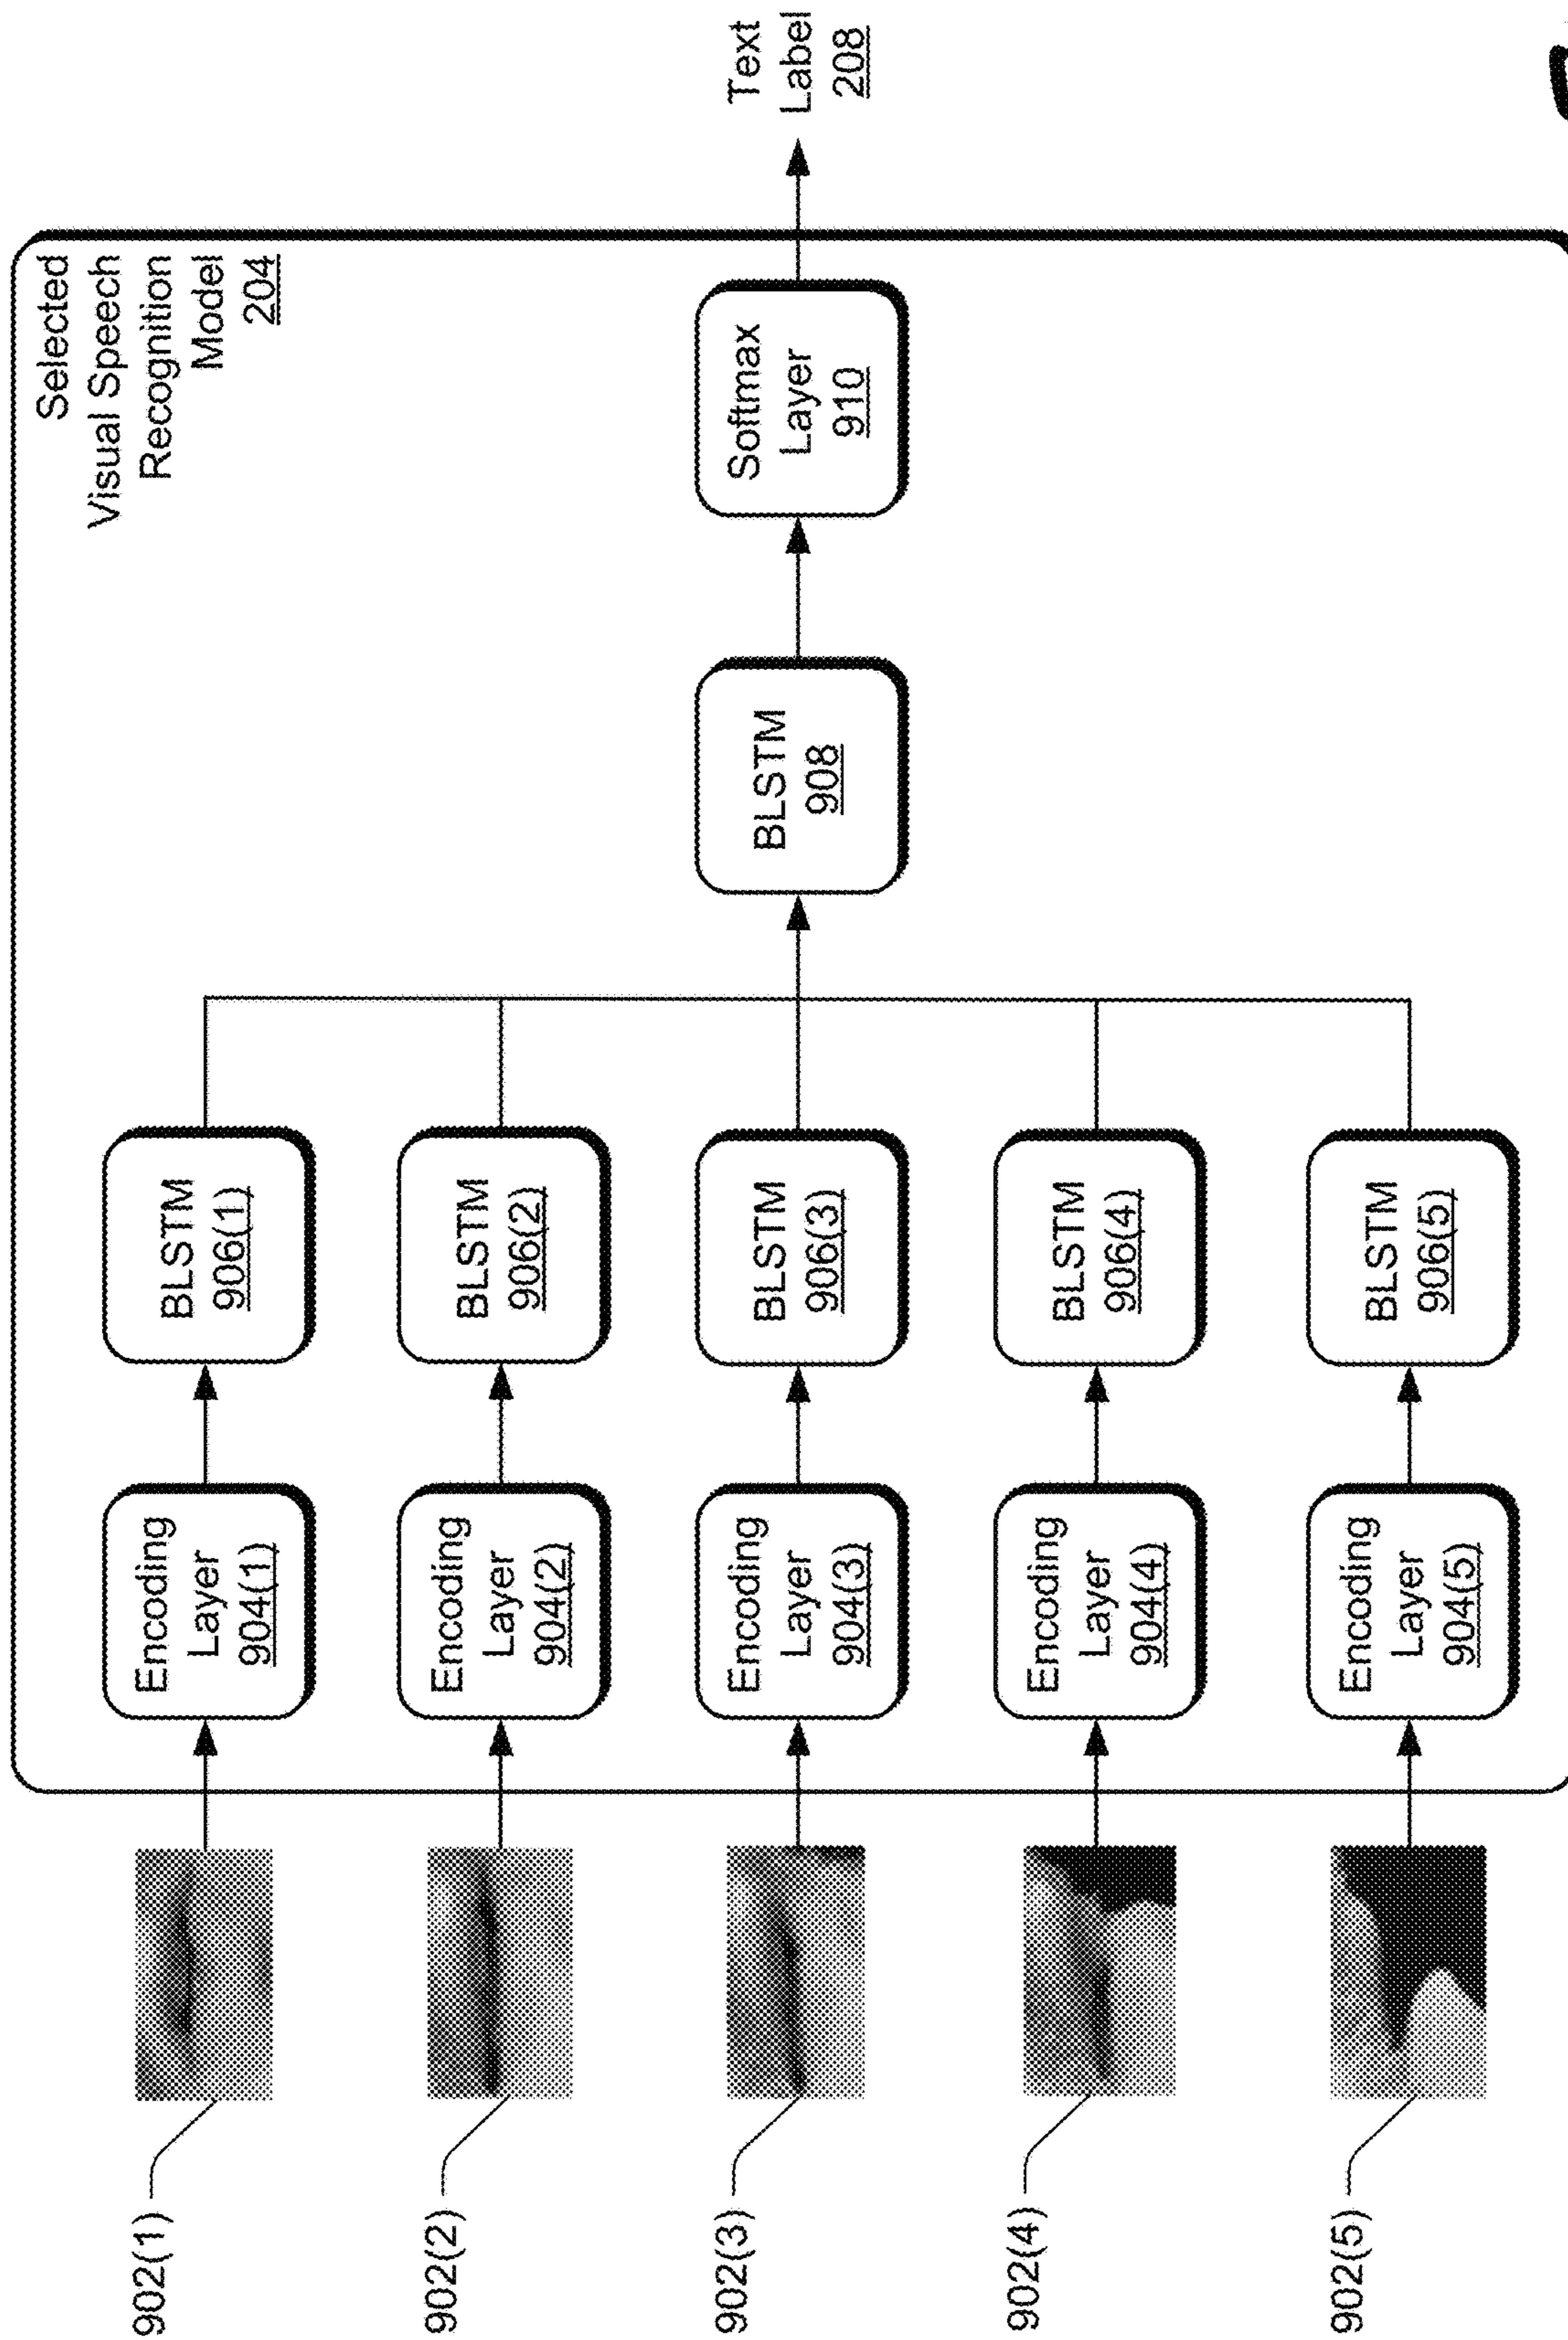 Selected
Visual Speech
Recognition
Model
204
902(1)
Encoding
Layer
904(1)
BLSTM
906(1)
902(2)
Encoding
Layer
904(2)
BLSTM
906(2)
902(3)
Encoding
Layer
904(3)
BLSTM
906(3)
BLSTM
908
Softmax
Layer
910
Text
Label
208
902(4)
Encoding
Layer
904(4)
BLSTM
906(4)
902(5)
Encoding
Layer
904(5)
BLSTM
906(5)